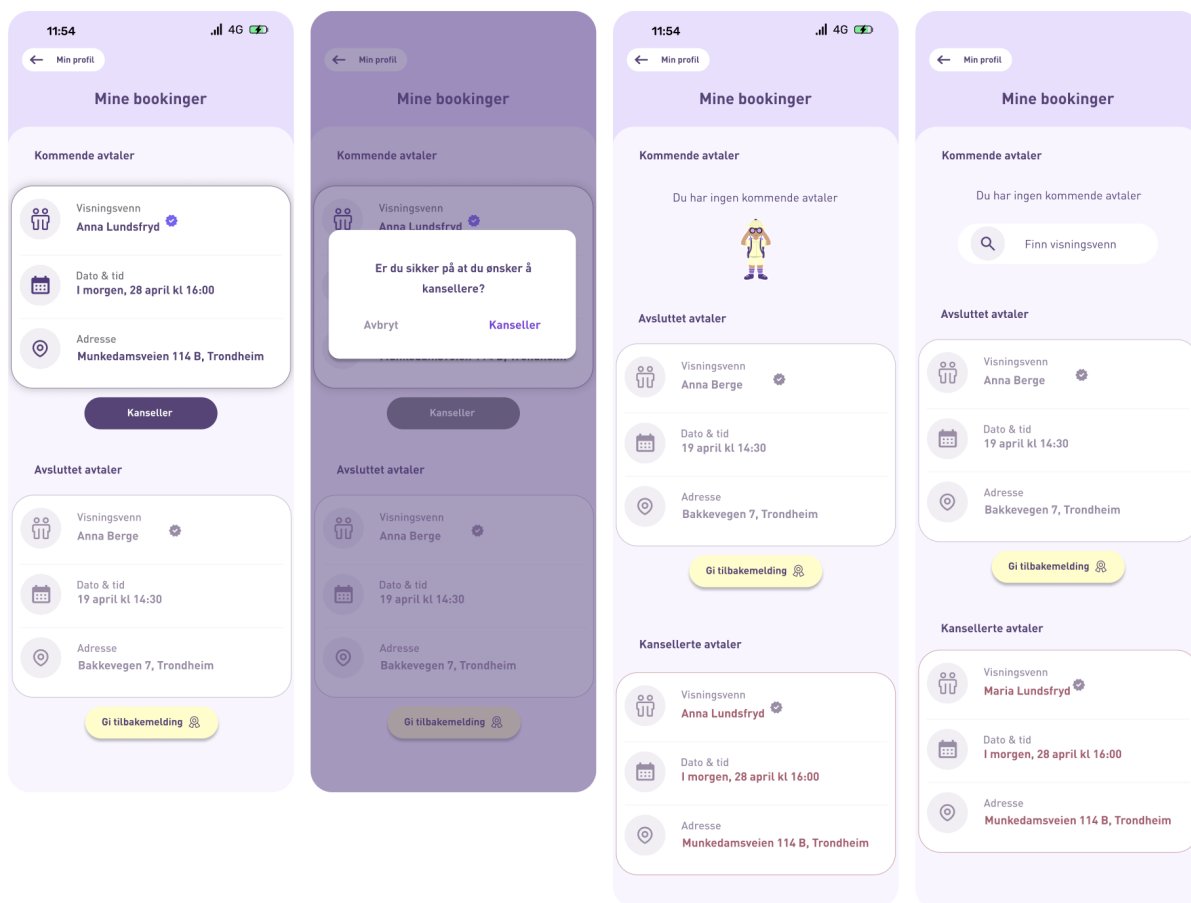 11:54
4G
Min profil
Mine bookinger
Kommende avtaler
Visningsvenn
Anna Lundsfryd
Dato & tid
I morgen, 28 april kl 16:00
Adresse
Munkedamsveien 114 B, Trondheim
Kanseller
Avsluttet avtaler
Visningsvenn
Anna Berge
Dato & tid
19 april kl 14:30
Adresse
Bakkevegen 7, Trondheim
Gi tilbakemelding
Min profil
Mine bookinger
Kommende avtaler
Visningsvenn
Anna Lundsfryd
Er du sikker på at du ønsker å
kansellere?
Avbryt
Kanseller
Munkedamsveien 114 B, Trondheim
Kanseller
Avsluttet avtaler
Visningsvenn
Anna Berge
Dato & tid
19 april kl 14:30
Adresse
Bakkevegen 7, Trondheim
Gi tilbakemelding
11:54
4G
Min profil
Mine bookinger
Kommende avtaler
Du har ingen kommende avtaler
Avsluttet avtaler
Visningsvenn
Anna Berge
Dato & tid
19 april kl 14:30
Adresse
Bakkevegen 7, Trondheim
Gi tilbakemelding
Kansellerte avtaler
Visningsvenn
Anna Lundsfryd
Dato & tid
I morgen, 28 april kl 16:00
Adresse
Munkedamsveien 114 B, Trondheim
Min profil
Mine bookinger
Kommende avtaler
Du har ingen kommende avtaler
Finn visningsvenn
Avsluttet avtaler
Visningsvenn
Anna Berge
Dato & tid
19 april kl 14:30
Adresse
Bakkevegen 7, Trondheim
Gi tilbakemelding
Kansellerte avtaler
Visningsvenn
Maria Lundsfryd
Dato & tid
I morgen, 28 april kl 16:00
Adresse
Munkedamsveien 114 B, Trondheim